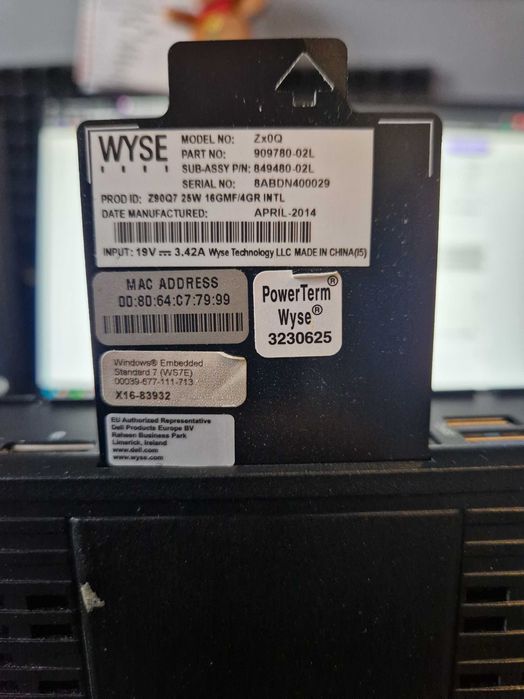 WYSE
MODEL NO: Zx0Q
PART NO: 909780-02L
SUB-ASSY P/N: 849480-02L
SERIAL NO: 8ABDN400029
PROD ID: Z90Q7 2SW 16GMF/4GR INTL
DATE MANUFACTURED: APRIL-2014
INPUT: 19V ⎓ 3.42A Wyse Technology LLC MADE IN CHINA(I5)
MAC ADDRESS
00:80:64:C7:79:99
PowerTerm®
Wyse®
3230625
Windows® Embedded
Standard 7 (WS7E)
00039-677-111-713
X16-83932
EU Authorized Representative
Dell Products Europe BV
Raheen Business Park
Limerick, Ireland
www.dell.com
www.wyse.com